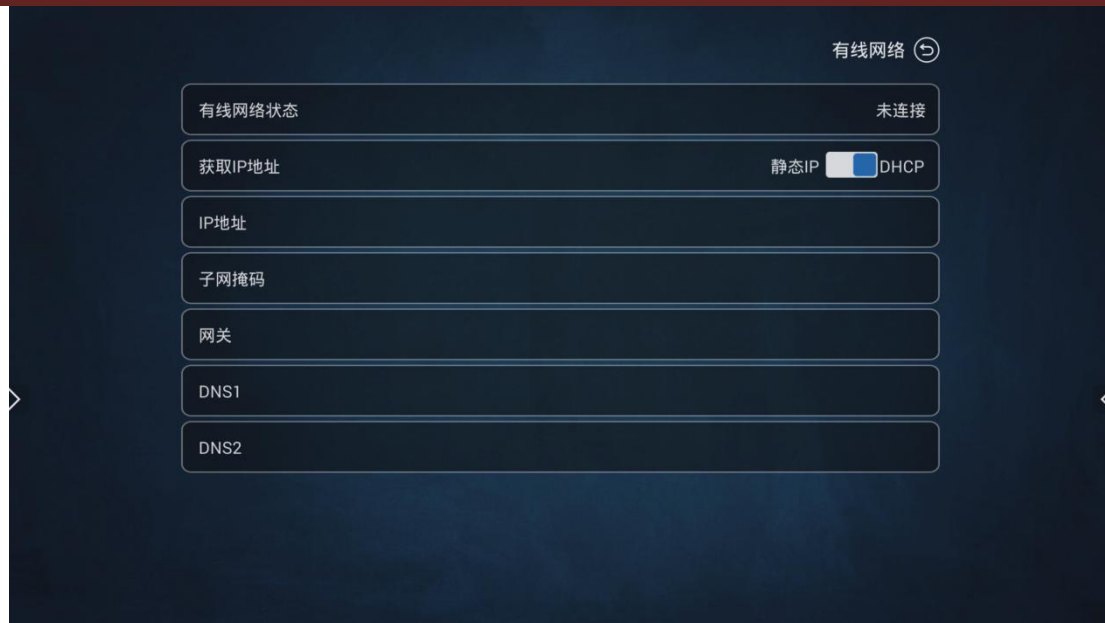 有线网络
有线网络状态 未连接
获取IP地址 静态IP DHCP
IP地址
子网掩码
网关
DNS1
DNS2